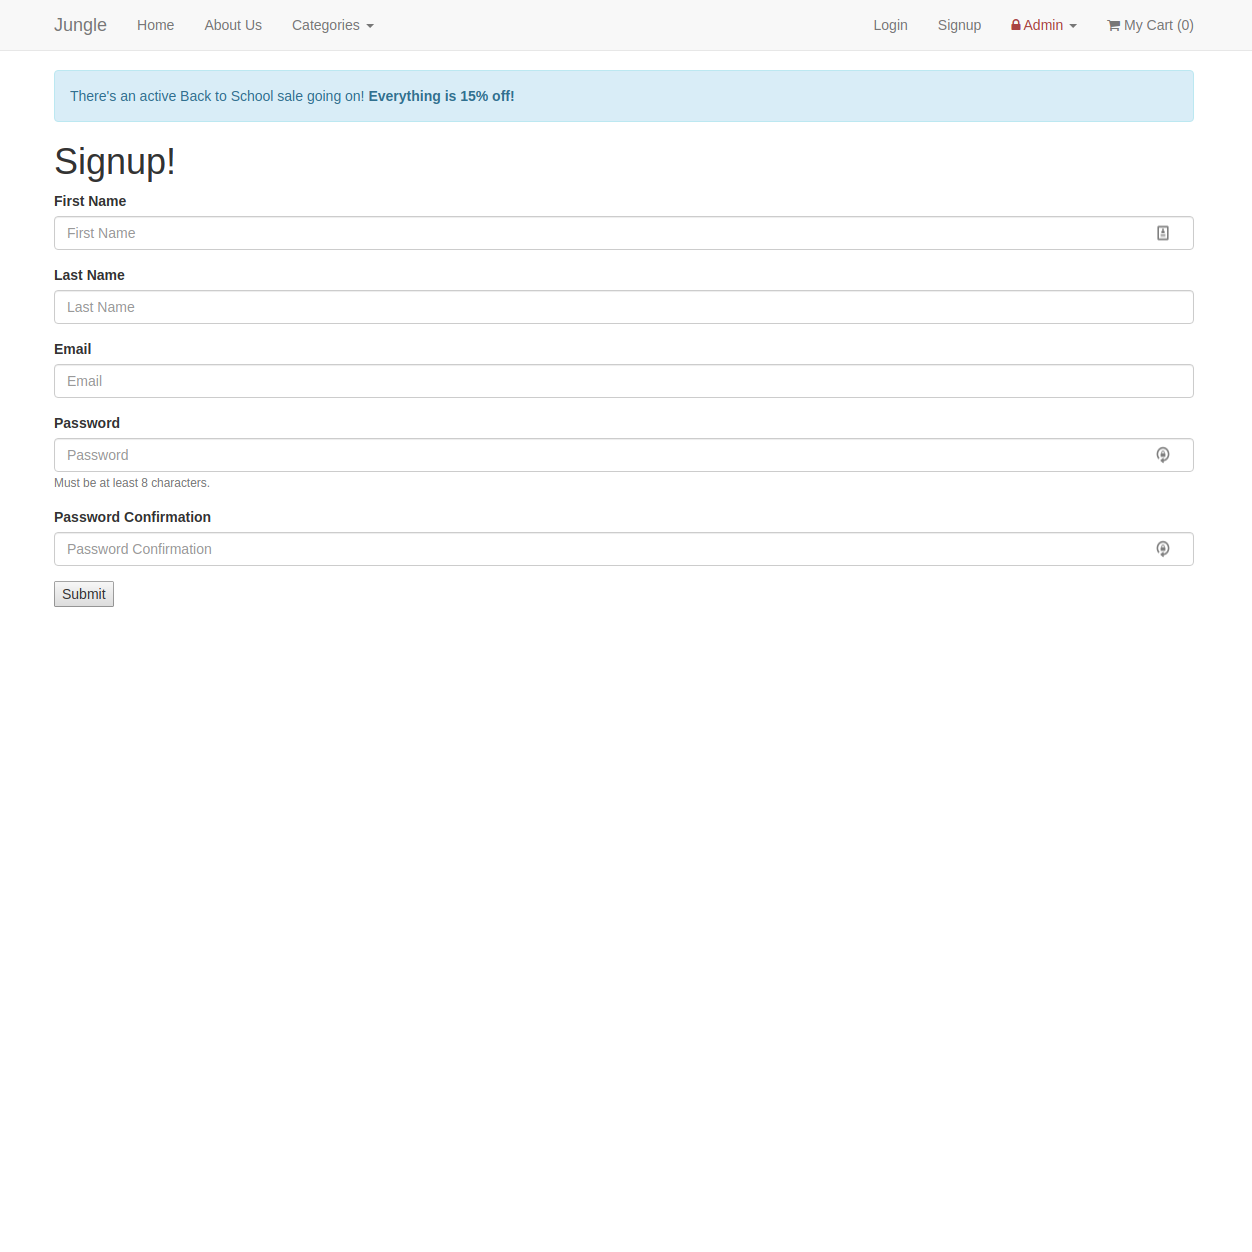 Jungle Home About Us Categories Login Signup Admin My Cart (0)
There's an active Back to School sale going on! Everything is 15% off!
Signup!
First Name
First Name
Last Name
Last Name
Email
Email
Password
Password
Must be at least 8 characters.
Password Confirmation
Password Confirmation
Submit